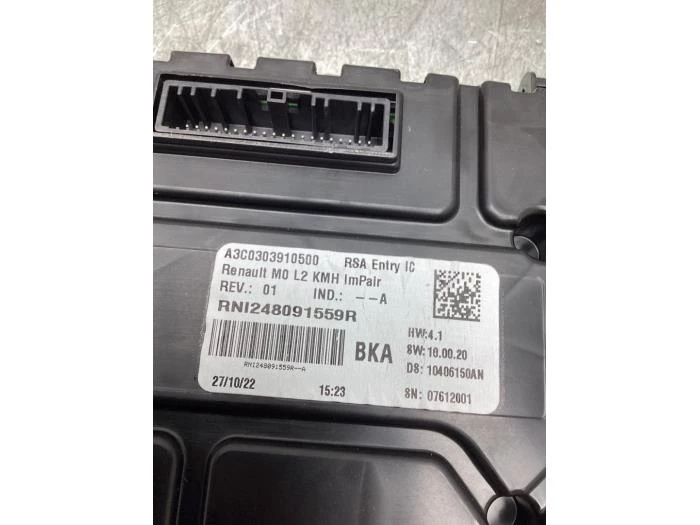 A3C0303910500 RSA Entry IC
Renault M0 L2 KMH ImPair
REV.: 01 IND.: --A
RNI248091559R
HW:4.1
BKA
SW: 10.00.20
DS: 10406150AN
RNI248091559R--A
27/10/22 15:23 SN: 07612001